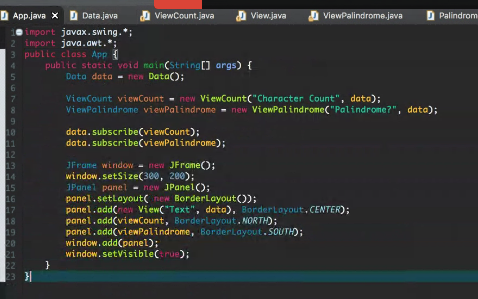 App.java
Data.java
ViewCount.java
View.java
ViewPalindrome.java
Palindrom
1 import javax.swing.*;
2 import java.awt.*;
3 public class App {
4 public static void main(String[] args) {
5 Data data = new Data();
6
7 ViewCount viewCount = new ViewCount("Character Count", data);
8 ViewPalindrome viewPalindrome = new ViewPalindrome("Palindrome?", data);
9
10 data.subscribe(viewCount);
11 data.subscribe(viewPalindrome);
12
13 JFrame window = new JFrame();
14 window.setSize(300, 200);
15 JPanel panel = new JPanel();
16 panel.setLayout( new BorderLayout());
17 panel.add(new View("Text", data), BorderLayout.CENTER);
18 panel.add(viewCount, BorderLayout.NORTH);
19 panel.add(viewPalindrome, BorderLayout.SOUTH);
20 window.add(panel);
21 window.setVisible(true);
22 }
23 }